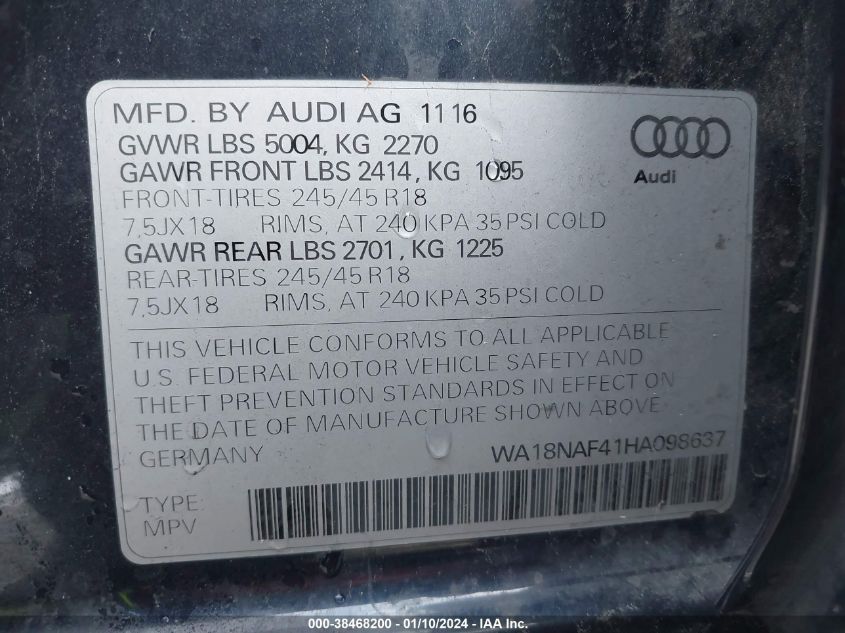 MFD. BY AUDI AG 11 16
GVWR LBS 5004, KG 2270
GAWR FRONT LBS 2414, KG 1095
Audi
FRONT-TIRES 245/45 R18
7,5JX18 RIMS, AT 240 KPA 35 PSI COLD
GAWR REAR LBS 2701, KG 1225
REAR-TIRES 245/45 R18
7,5JX18 RIMS, AT 240 KPA 35 PSI COLD
THIS VEHICLE CONFORMS TO ALL APPLICABLE
U.S. FEDERAL MOTOR VEHICLE SAFETY AND
THEFT PREVENTION STANDARDS IN EFFECT ON
THE DATE OF MANUFACTURE SHOWN ABOVE
GERMANY WA18NAF41HA098637
TYPE:
MPV
000-38468200 - 01/10/2024 - IAAI.COM